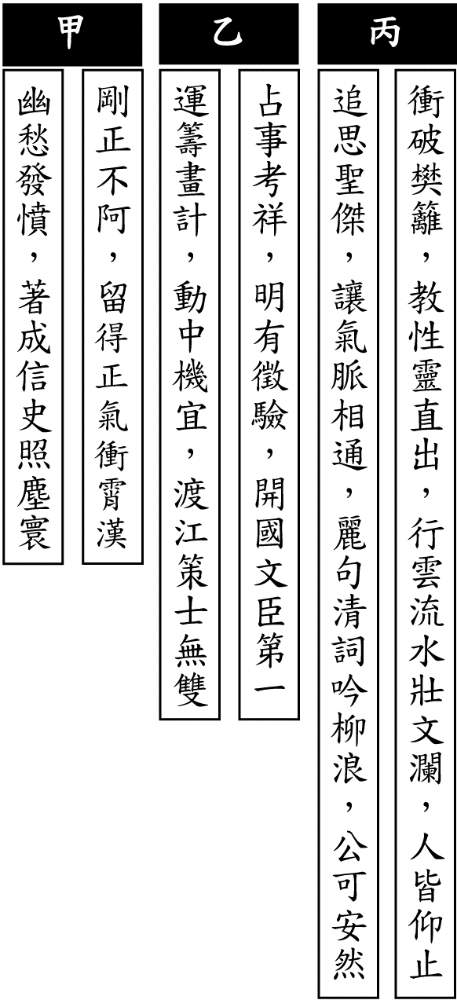 丙
衝破樊籬，教性靈直出，行雲流水壯文瀾，人皆仰止
追思聖傑，讓氣脈相通，麗句清詞吟柳浪，公可安然
乙
占事考祥，明有徵驗，開國文臣第一
運籌畫計，動中機宜，渡江策士無雙
甲
剛正不阿，留得正氣衝霄漢
幽愁發憤，著成信史照塵寰